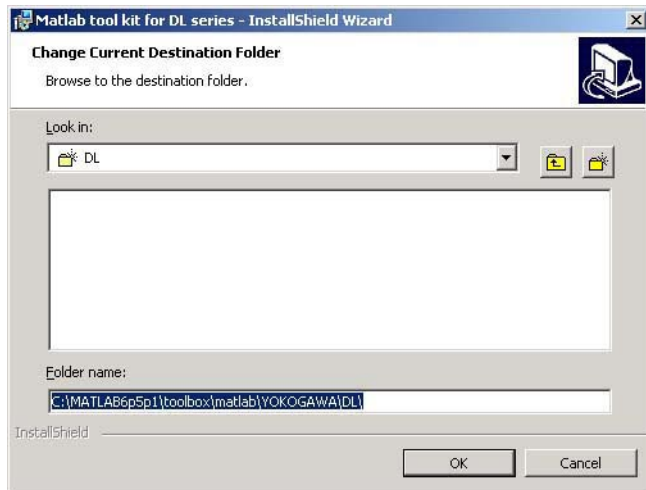 Matlab tool kit for DL series - InstallShield Wizard
Change Current Destination Folder
Browse to the destination folder.
Look in:
DL
Folder name:
C:\MATLAB6p5p1\toolbox\matlab\YOKOGAWA\DL\
InstallShield
OK Cancel